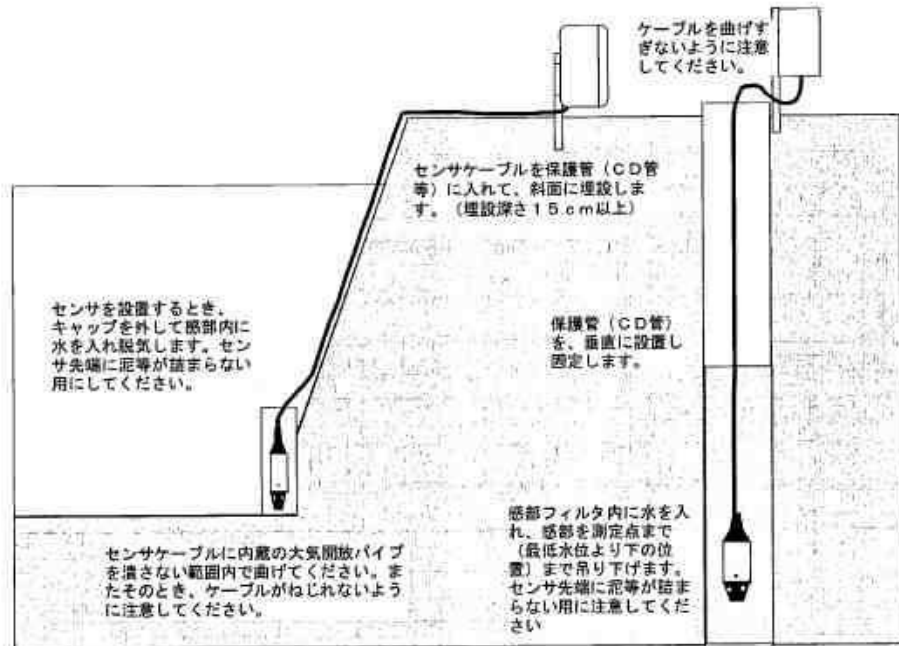 ケーブルを曲げす
ぎないように注意
してください。
センサケーブルを保護管（ＣＤ管
等）に入れて、斜面に埋設しま
す。（埋設深さ１５ｃｍ以上）
センサを設置するとき、
キャップを外して感部内に
水を入れ脱気します。セン
サ先端に泥等が詰まらない
用にしてください。
保護管（ＣＤ管）
を、垂直に設置し
固定します。
センサケーブルに内蔵の大気開放パイプ
を潰さない範囲内で曲げてください。ま
たそのとき、ケーブルがねじれないよう
に注意してください。
感部フィルタ内に水を入
れ、感部を測定点まで
（最低水位より下の位
置）まで吊り下げます。
センサ先端に泥等が詰ま
らない用に注意してくだ
さい